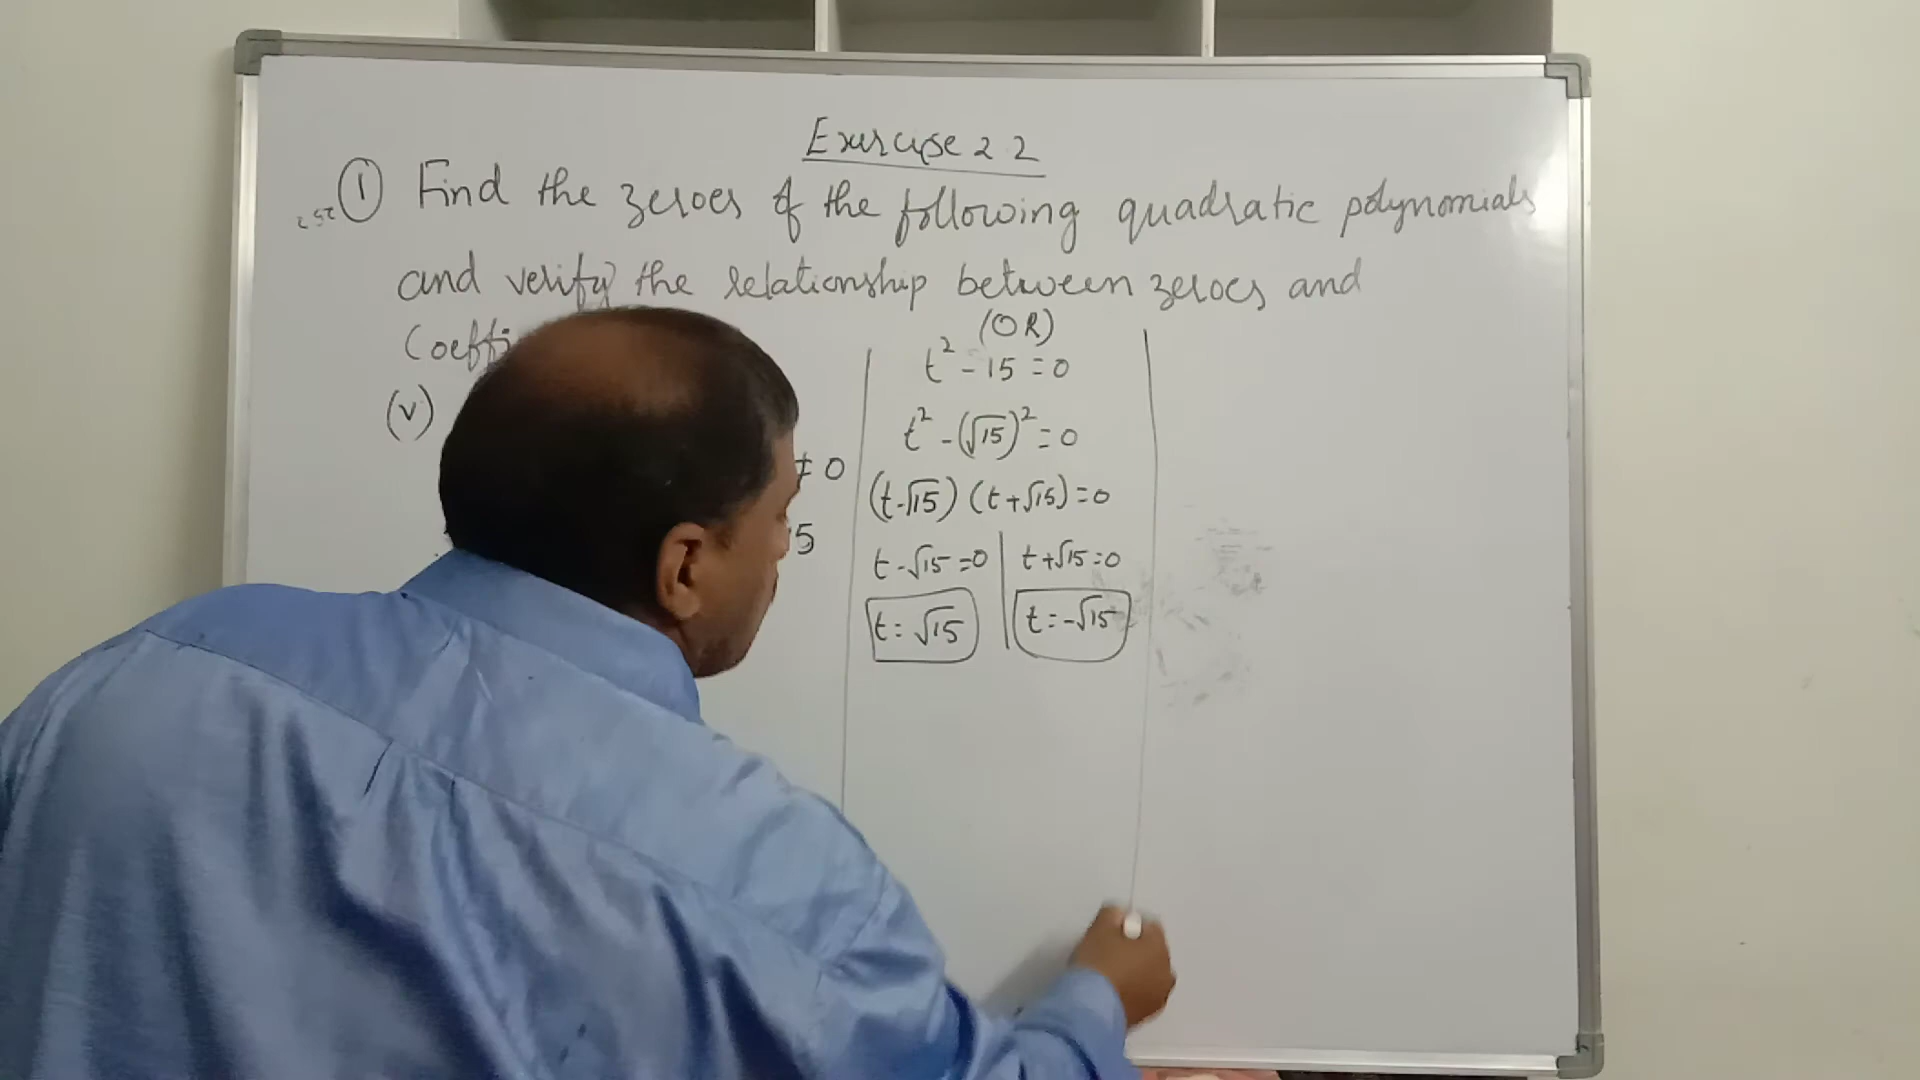 Exercise 2.2
① Find the zeroes of the following quadratic polynomials
and verify the relationship between zeroes and
Coeffi
(v)
≠ 0
5
(OR)
t² - 15 = 0
t² - (√15)² = 0
(t-√15) (t+√15) = 0
t-√15 = 0 | t+√15 = 0
t = √15 | t = -√15